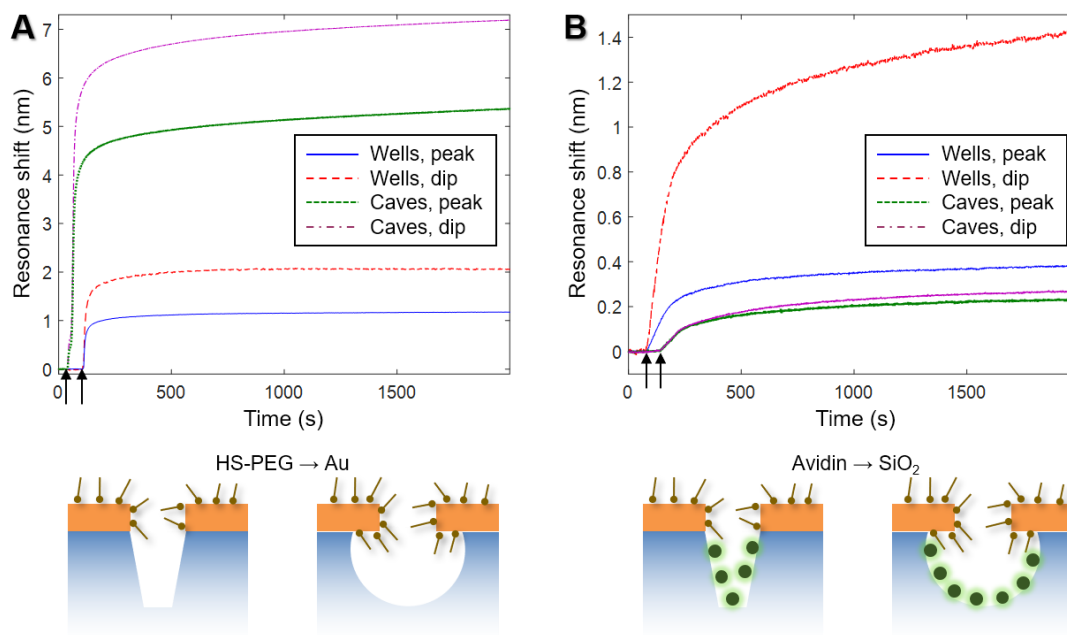 A
Resonance shift (nm)
7
6
5
4
3
2
1
0
Wells, peak
Wells, dip
Caves, peak
Caves, dip
0
500
1000
1500
Time (s)
HS-PEG → Au
B
Resonance shift (nm)
1.4
1.2
1
0.8
0.6
0.4
0.2
0
Wells, peak
Wells, dip
Caves, peak
Caves, dip
0
500
1000
1500
Time (s)
Avidin → SiO₂